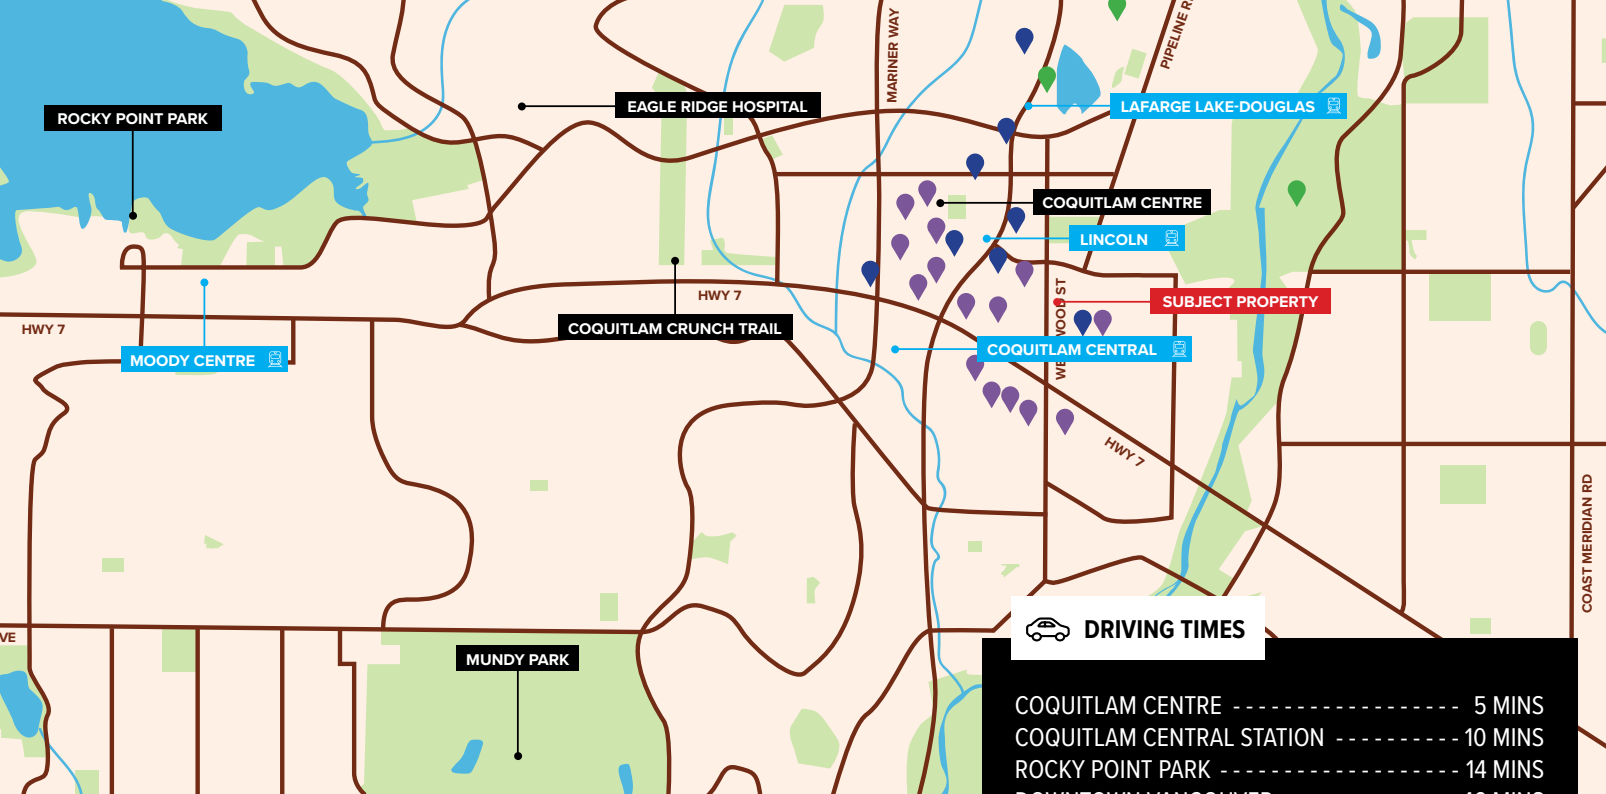 MARINER WAY
PIPELINE R
EAGLE RIDGE HOSPITAL
LAFARGE LAKE-DOUGLAS
ROCKY POINT PARK
COQUITLAM CENTRE
LINCOLN
HWY 7
SUBJECT PROPERTY
HWY 7
COQUITLAM CRUNCH TRAIL
MOODY CENTRE
COQUITLAM CENTRAL
HWY 7
COAST MERIDIAN RD
VE
MUNDY PARK
DRIVING TIMES
COQUITLAM CENTRE - - - - - - - - - - - - - - - - - - 5 MINS
COQUITLAM CENTRAL STATION - - - - - - - - - - 10 MINS
ROCKY POINT PARK - - - - - - - - - - - - - - - - - - - 14 MINS